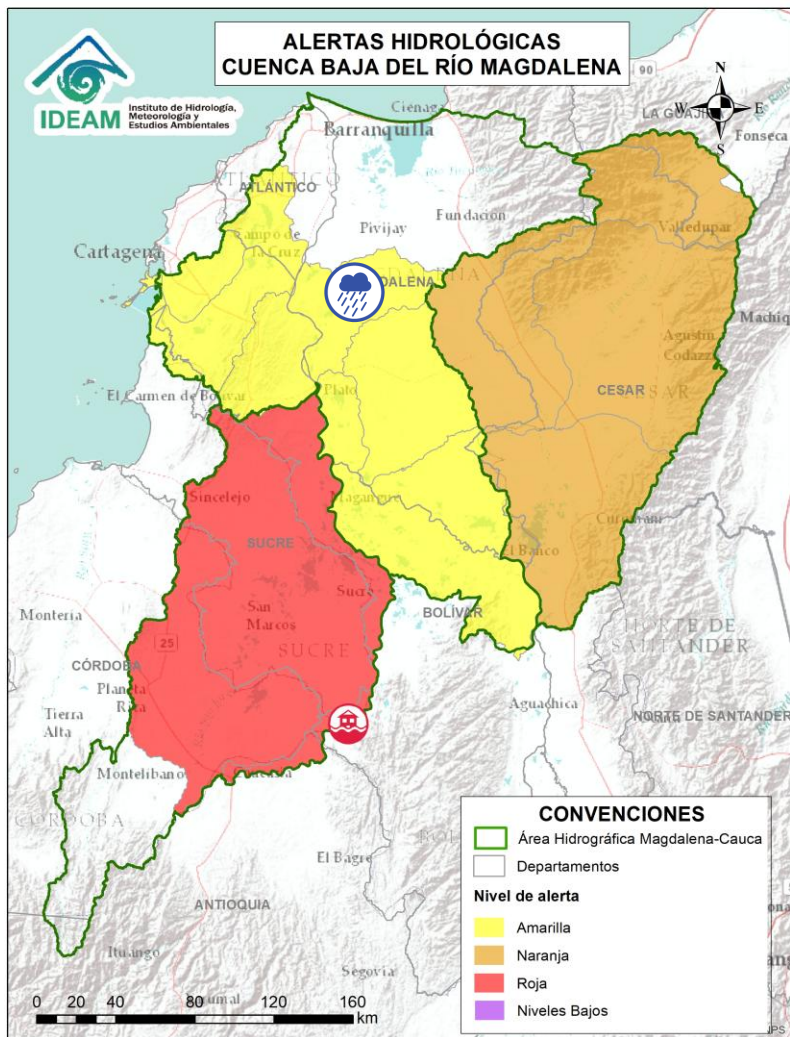 ALERTAS HIDROLÓGICAS
CUENCA BAJA DEL RÍO MAGDALENA
IDEAM
Instituto de Hidrología,
Meteorología y
Estudios Ambientales
N
W E
S
90
Ciénaga
LA GUAJIRA
Barranquilla
Fonseca
ATLÁNTICO
Pivijay
Fundación
Valledupar
Campo de
la Cruz
Cartagena
Machiq
Agustín
Codazzi
CESAR
El Carmen de Bolívar
Plato
Sincelejo
Magangué
Curumaní
SUCRE
El Banco
Sucre
San
Marcos
BOLÍVAR
Montería
NORTE DE
SANTANDER
25
SUCRE
CÓRDOBA
Planeta
Rica
Aguachica
Tierra
Alta
NORTE DE SANTANDER
Montelíbano
CÓRDOBA
El Bagre
ANTIOQUIA
Ituango
Segovia
CONVENCIONES
Área Hidrográfica Magdalena-Cauca
Departamentos
Nivel de alerta
Amarilla
Naranja
Roja
Niveles Bajos
0 20 40 80 120 160
km